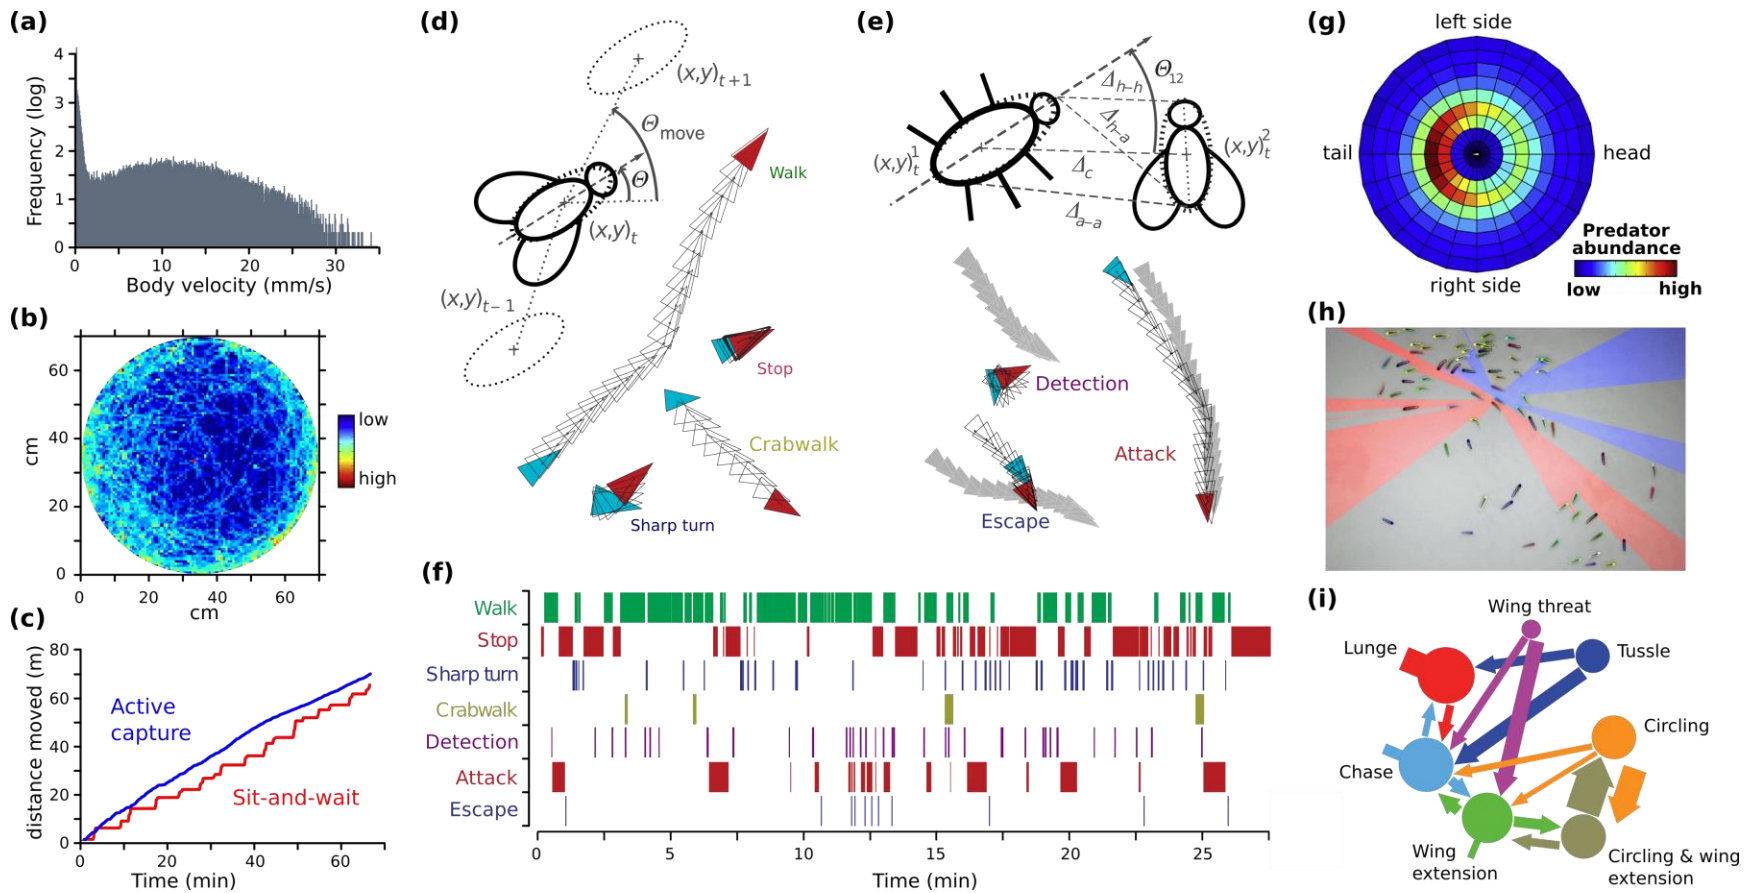 (a)
4
3
2
1
0
Frequency (log)
0 10 20 30
Body velocity (mm/s)
(b)
60
40
20
0
cm
0 20 40 60
cm
low
high
(c)
80
60
40
20
0
distance moved (m)
Active
capture
Sit-and-wait
0 20 40 60
Time (min)
(d)
(x,y)t+1
Θmove
Θ
(x,y)t
(x,y)t−1
Walk
Stop
Crabwalk
Sharp turn
(e)
Δh−h
Θ12
Δh−a
(x,y)t1
(x,y)t2
Δc
Δa−a
Detection
Attack
Escape
(f)
Walk
Stop
Sharp turn
Crabwalk
Detection
Attack
Escape
0 5 10 15 20 25
Time (min)
(g)
left side
tail
head
right side
Predator
abundance
low high
(h)
(i)
Wing threat
Lunge
Tussle
Circling
Chase
Wing
extension
Circling & wing
extension